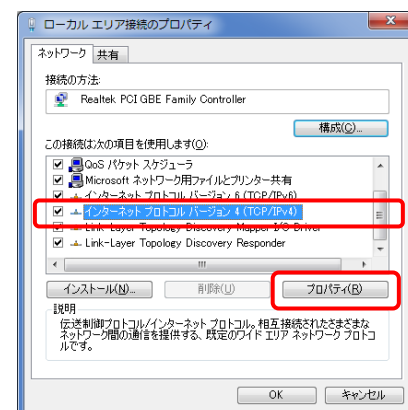 ローカル エリア接続のプロパティ
ネットワーク 共有
接続の方法:
Realtek PCI GBE Family Controller
構成(C)...
この接続は次の項目を使用します(O):
QoS パケット スケジューラ
Microsoft ネットワーク用ファイルとプリンター共有
インターネット プロトコル バージョン 6 (TCP/IPv6)
インターネット プロトコル バージョン 4 (TCP/IPv4)
Link-Layer Topology Discovery Mapper I/O Driver
Link-Layer Topology Discovery Responder
インストール(N)... 削除(U) プロパティ(R)
説明
伝送制御プロトコル/インターネット プロトコル。相互接続されたさまざまな
ネットワーク間の通信を提供する、既定のワイド エリア ネットワーク プロトコ
ルです。
OK キャンセル